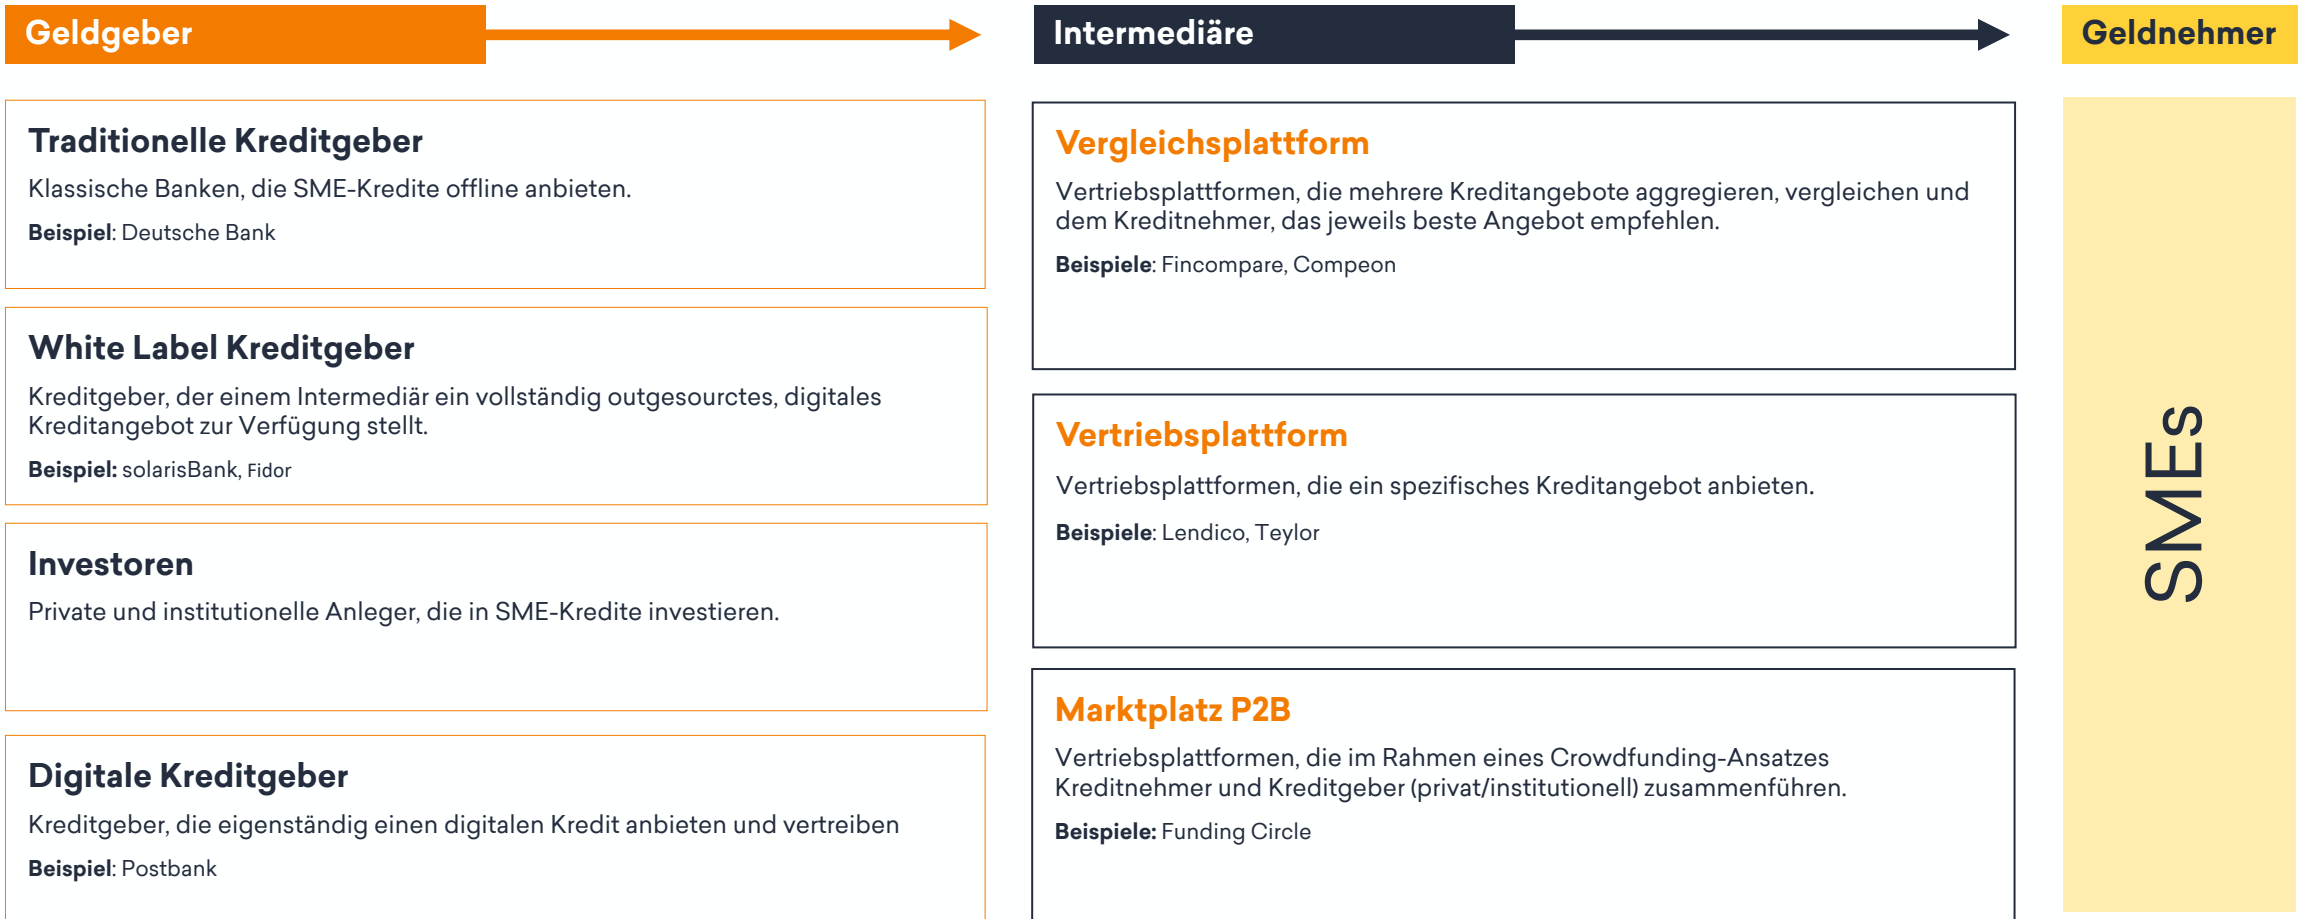 Geldgeber
Traditionelle Kreditgeber
Klassische Banken, die SME-Kredite offline anbieten.
Beispiel: Deutsche Bank
White Label Kreditgeber
Kreditgeber, der einem Intermediär ein vollständig outgesourctes, digitales
Kreditangebot zur Verfügung stellt.
Beispiel: solarisBank, Fidor
Investoren
Private und institutionelle Anleger, die in SME-Kredite investieren.
Digitale Kreditgeber
Kreditgeber, die eigenständig einen digitalen Kredit anbieten und vertreiben
Beispiel: Postbank
Intermediäre
Vergleichsplattform
Vertriebsplattformen, die mehrere Kreditangebote aggregieren, vergleichen und
dem Kreditnehmer, das jeweils beste Angebot empfehlen.
Beispiele: Fincompare, Compeon
Vertriebsplattform
Vertriebsplattformen, die ein spezifisches Kreditangebot anbieten.
Beispiele: Lendico, Teylor
Marktplatz P2B
Vertriebsplattformen, die im Rahmen eines Crowdfunding-Ansatzes
Kreditnehmer und Kreditgeber (privat/institutionell) zusammenführen.
Beispiele: Funding Circle
Geldnehmer
SMEs